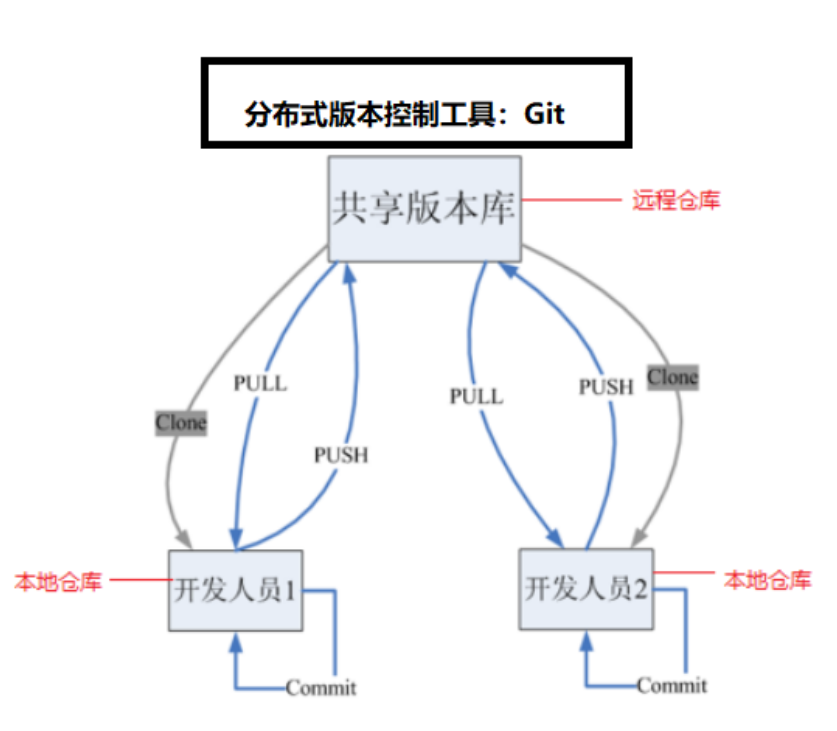 分布式版本控制工具：Git
共享版本库
远程仓库
PULL
PUSH
Clone
PULL
PUSH
Clone
本地仓库
开发人员1
开发人员2
本地仓库
Commit
Commit